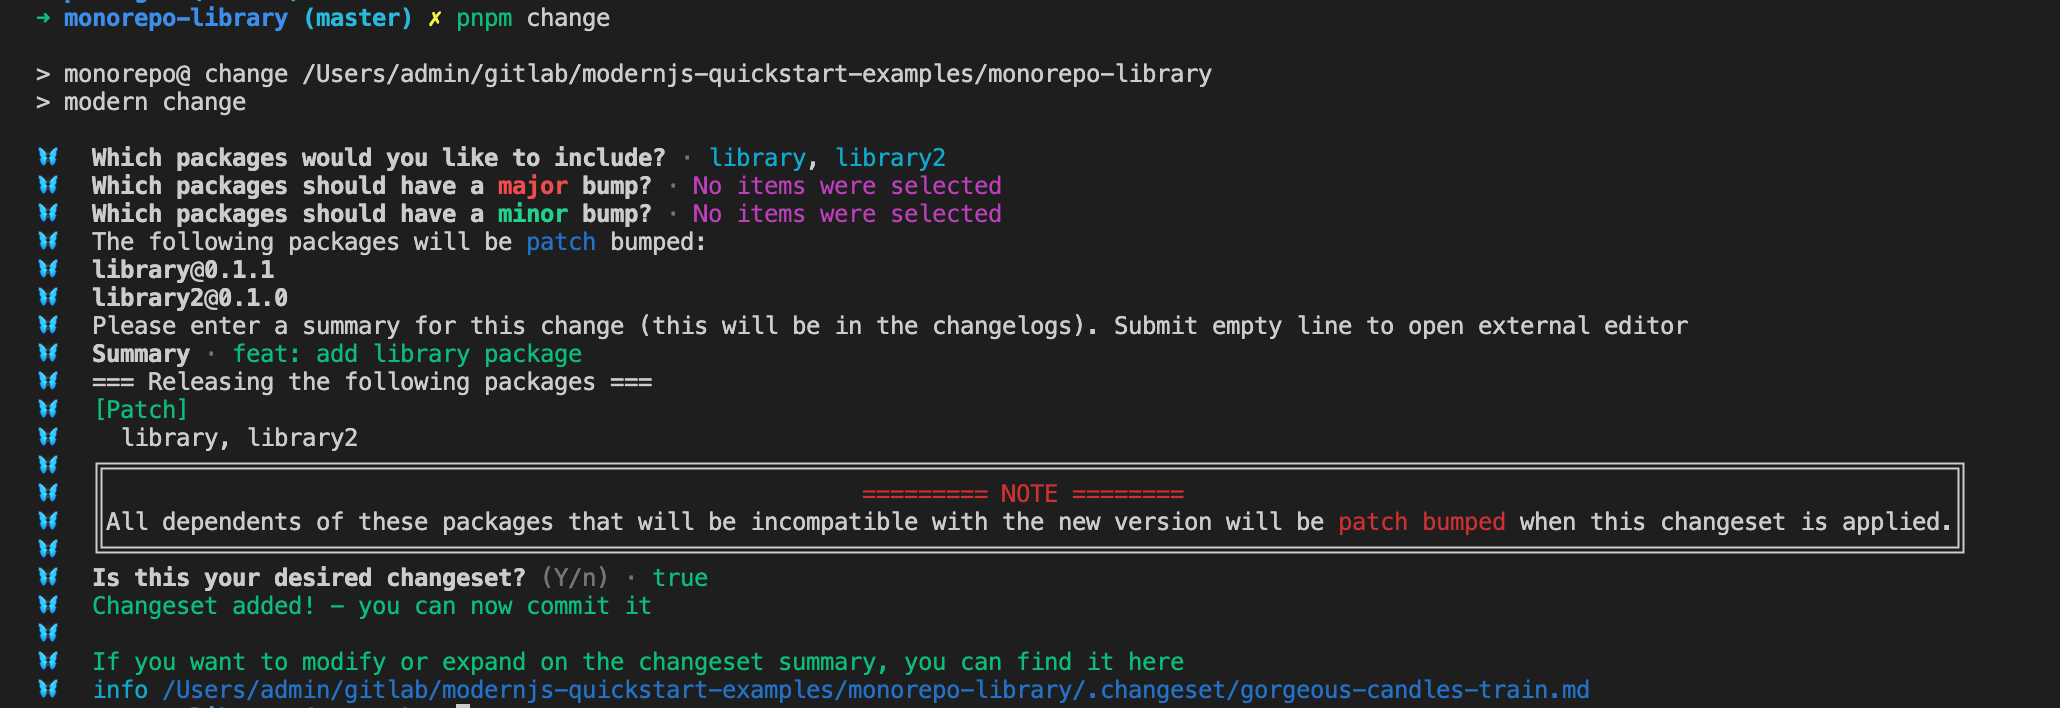 → monorepo-library (master) ✗ pnpm change
> monorepo@ change /Users/admin/gitlab/modernjs-quickstart-examples/monorepo-library
> modern change
🦋 Which packages would you like to include? · library, library2
🦋 Which packages should have a major bump? · No items were selected
🦋 Which packages should have a minor bump? · No items were selected
🦋 The following packages will be patch bumped:
🦋 library@0.1.1
🦋 library2@0.1.0
🦋 Please enter a summary for this change (this will be in the changelogs). Submit empty line to open external editor
🦋 Summary · feat: add library package
🦋 === Releasing the following packages ===
🦋 [Patch]
🦋 library, library2
🦋
🦋 ========= NOTE ========
🦋 All dependents of these packages that will be incompatible with the new version will be patch bumped when this changeset is applied.
🦋
🦋 Is this your desired changeset? (Y/n) · true
🦋 Changeset added! - you can now commit it
🦋
🦋 If you want to modify or expand on the changeset summary, you can find it here
🦋 info /Users/admin/gitlab/modernjs-quickstart-examples/monorepo-library/.changeset/gorgeous-candles-train.md